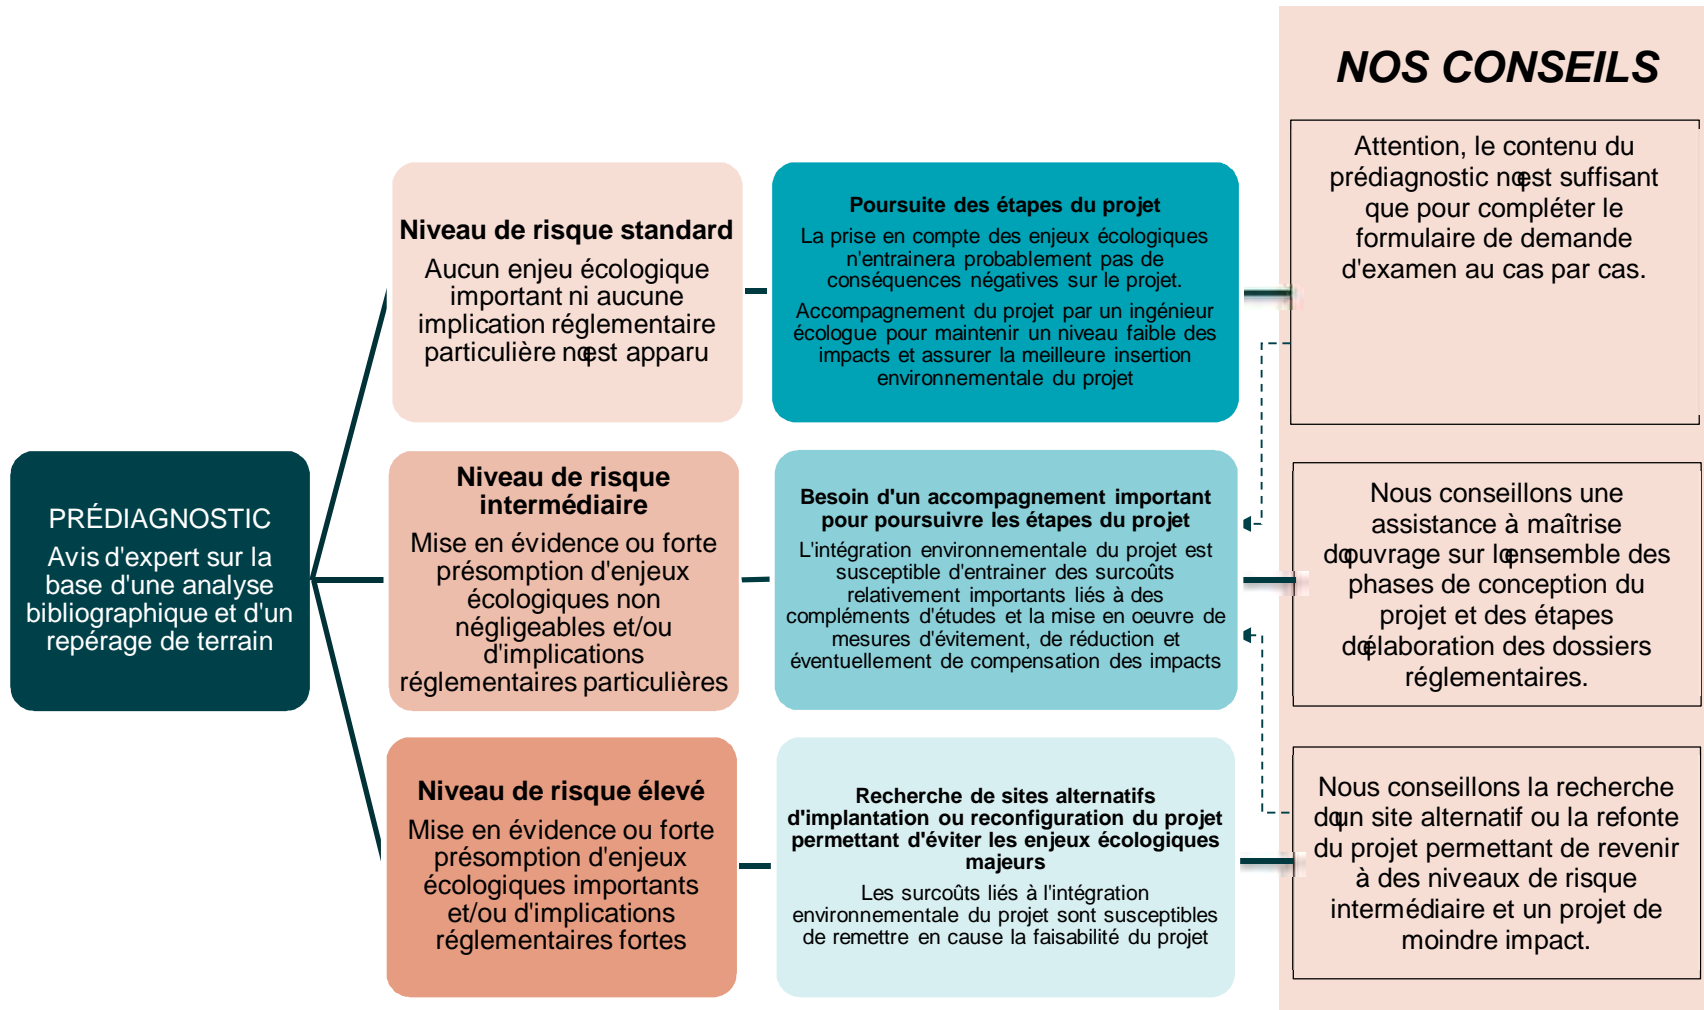 NOS CONSEILS
PRÉDIAGNOSTIC
Avis d'expert sur la
base d'une analyse
bibliographique et d'un
repérage de terrain
Niveau de risque standard
Aucun enjeu écologique
important ni aucune
implication réglementaire
particulière n'est apparu
Poursuite des étapes du projet
La prise en compte des enjeux écologiques
n'entrainera probablement pas de
conséquences négatives sur le projet.
Accompagnement du projet par un ingénieur
écologue pour maintenir un niveau faible des
impacts et assurer la meilleure insertion
environnementale du projet
Attention, le contenu du
prédiagnostic n'est suffisant
que pour compléter le
formulaire de demande
d'examen au cas par cas.
Niveau de risque
intermédiaire
Mise en évidence ou forte
présomption d'enjeux
écologiques non
négligeables et/ou
d'implications
réglementaires particulières
Besoin d'un accompagnement important
pour poursuivre les étapes du projet
L'intégration environnementale du projet est
susceptible d'entrainer des surcoûts
relativement importants liés à des
compléments d'études et la mise en oeuvre de
mesures d'évitement, de réduction et
éventuellement de compensation des impacts
Nous conseillons une
assistance à maîtrise
d'ouvrage sur l'ensemble des
phases de conception du
projet et des étapes
d'élaboration des dossiers
réglementaires.
Niveau de risque élevé
Mise en évidence ou forte
présomption d'enjeux
écologiques importants
et/ou d'implications
réglementaires fortes
Recherche de sites alternatifs
d'implantation ou reconfiguration du projet
permettant d'éviter les enjeux écologiques
majeurs
Les surcoûts liés à l'intégration
environnementale du projet sont susceptibles
de remettre en cause la faisabilité du projet
Nous conseillons la recherche
d'un site alternatif ou la refonte
du projet permettant de revenir
à des niveaux de risque
intermédiaire et un projet de
moindre impact.